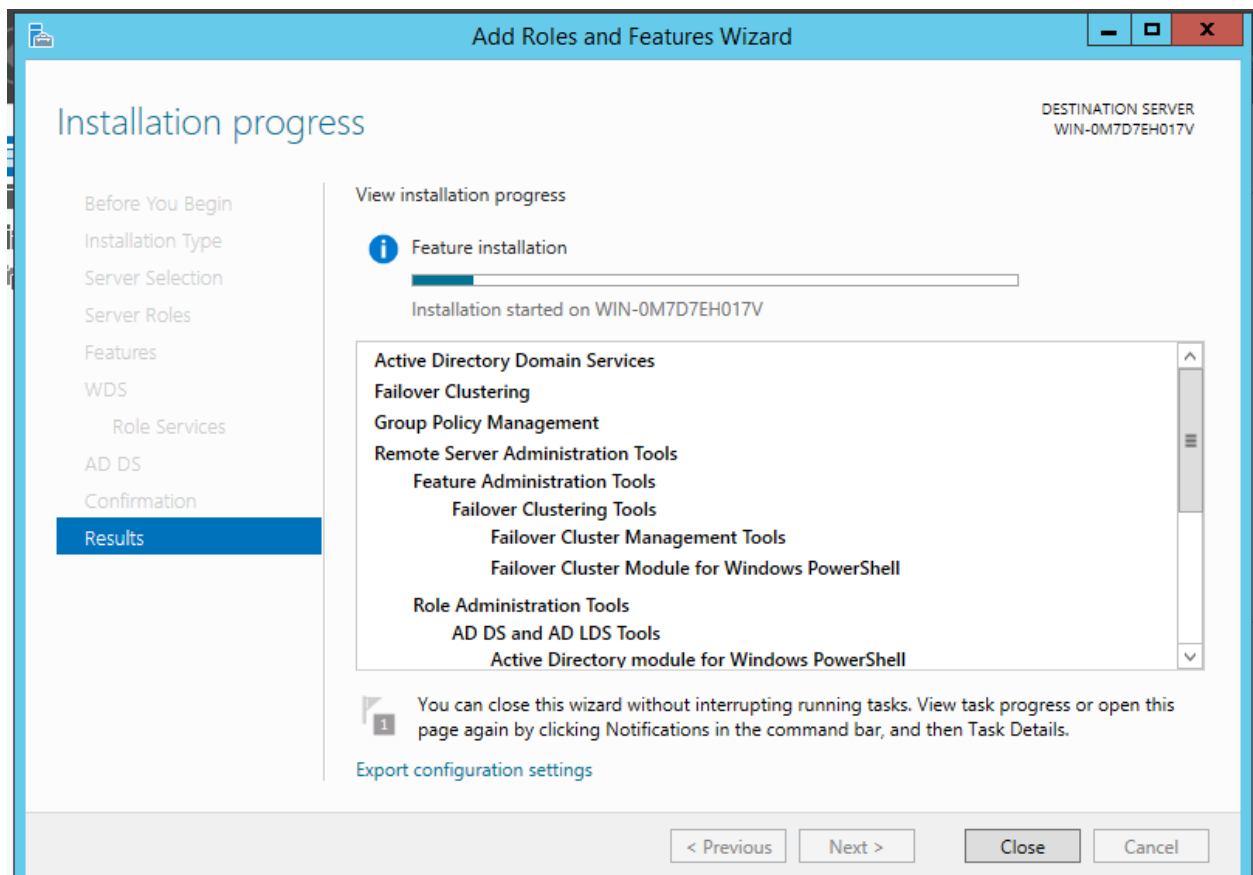 Add Roles and Features Wizard
Installation progress
DESTINATION SERVER
WIN-0M7D7EH017V
Before You Begin
Installation Type
Server Selection
Server Roles
Features
WDS
Role Services
AD DS
Confirmation
Results
View installation progress
Feature installation
Installation started on WIN-0M7D7EH017V
Active Directory Domain Services
Failover Clustering
Group Policy Management
Remote Server Administration Tools
Feature Administration Tools
Failover Clustering Tools
Failover Cluster Management Tools
Failover Cluster Module for Windows PowerShell
Role Administration Tools
AD DS and AD LDS Tools
Active Directory module for Windows PowerShell
1
You can close this wizard without interrupting running tasks. View task progress or open this
page again by clicking Notifications in the command bar, and then Task Details.
Export configuration settings
< Previous
Next >
Close
Cancel